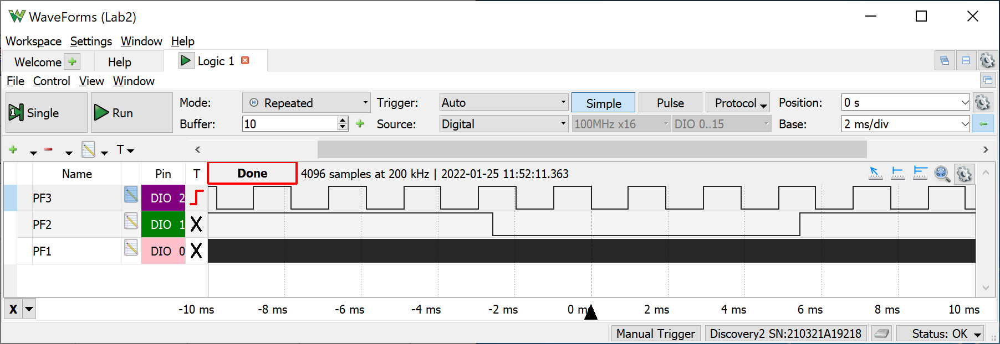 WaveForms (Lab2)
Workspace Settings Window Help
Welcome Help Logic 1
File Control View Window
Single Run Mode: Repeated Trigger: Auto Simple Pulse Protocol Position: 0 s
Buffer: 10 Source: Digital 100MHz x16 DIO 0..15 Base: 2 ms/div
T
Name Pin T Done 4096 samples at 200 kHz | 2022-01-25 11:52:11.363
PF3 DIO 2
PF2 DIO 1 X
PF1 DIO 0 X
X -10 ms -8 ms -6 ms -4 ms -2 ms 0 m 2 ms 4 ms 6 ms 8 ms 10 ms
Manual Trigger Discovery2 SN:210321A19218 Status: OK